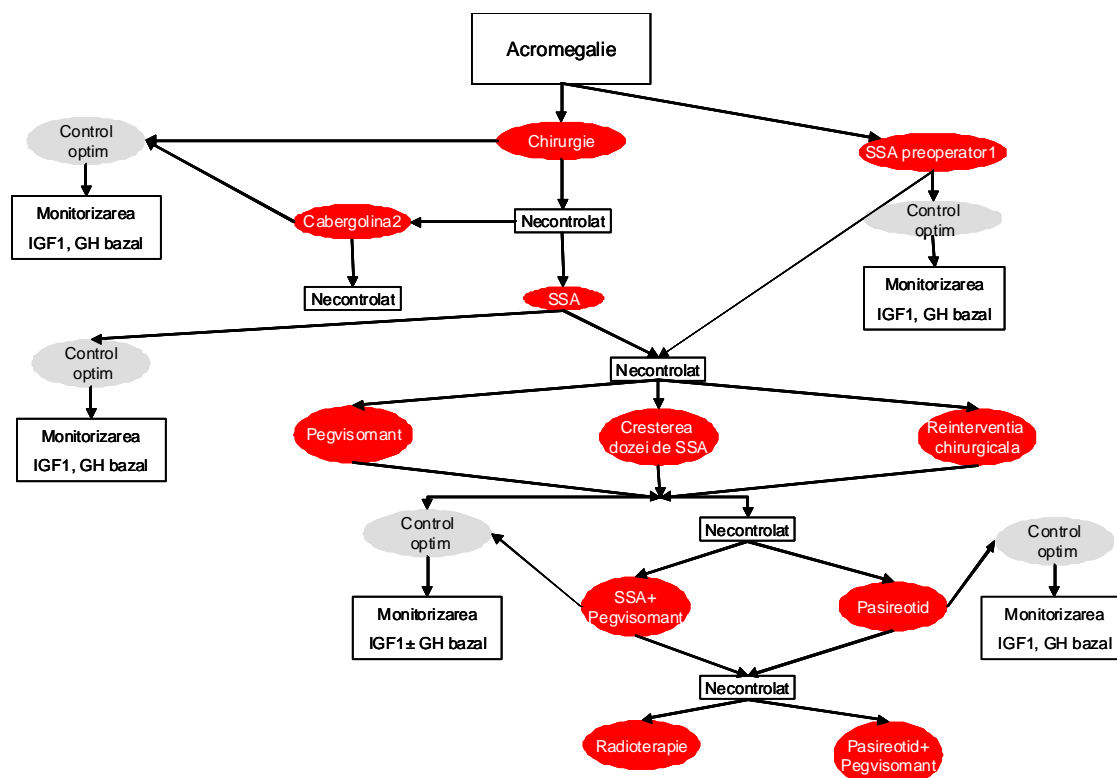 Acromegalie
Control
optim
Chirurgie
SSA preoperator1
Monitorizarea
IGF1, GH bazal
Cabergolina2
Necontrolat
Control
optim
Necontrolat
SSA
Monitorizarea
IGF1, GH bazal
Control
optim
Necontrolat
Monitorizarea
IGF1, GH bazal
Pegvisomant
Cresterea
dozei de SSA
Reinterventia
chirurgicala
Control
optim
Necontrolat
Control
optim
Monitorizarea
IGF1± GH bazal
SSA+
Pegvisomant
Pasireotid
Monitorizarea
IGF1, GH bazal
Necontrolat
Radioterapie
Pasireotid+
Pegvisomant